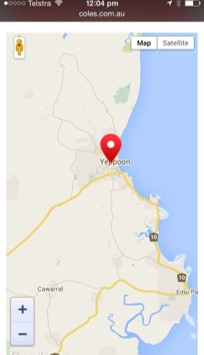 Telstra 12:04 pm
coles.com.au
Map Satellite
Yeppoon
10
Cawarral
Emu Pa
10
+
−